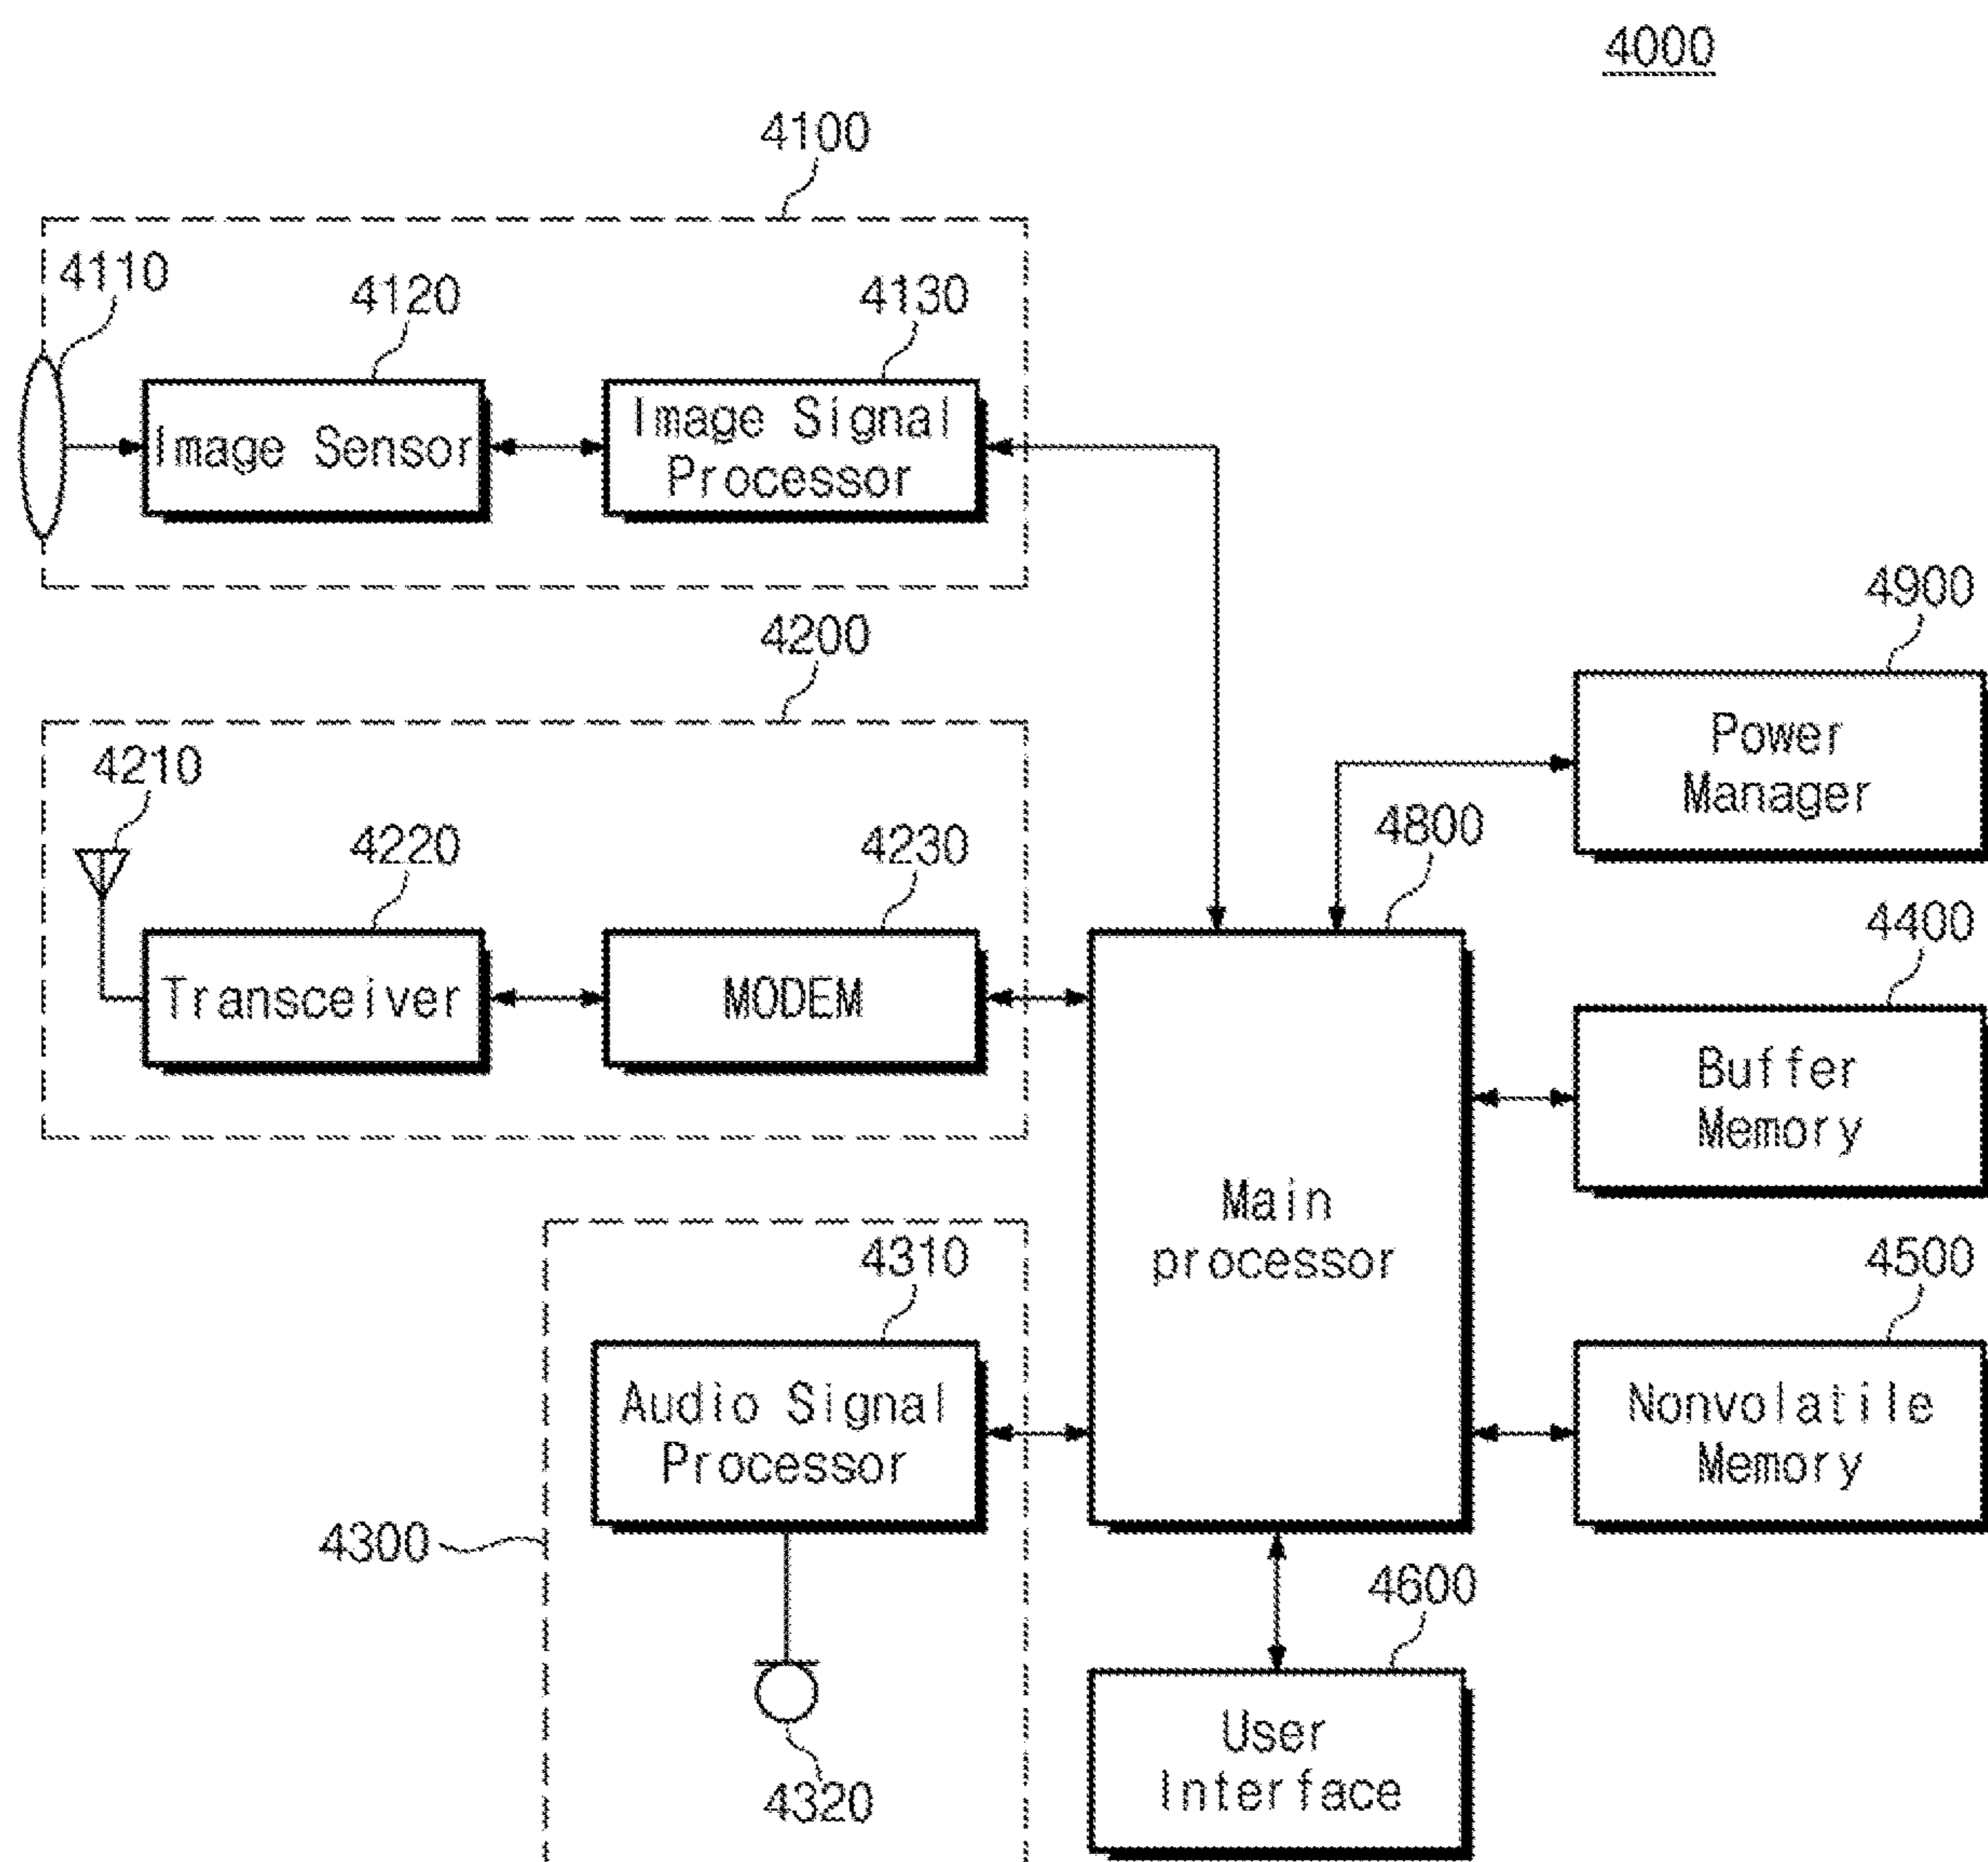 4000
4100
4110
4120
4130
Image Sensor
Image Signal
Processor
4200
4210
4220
4230
Transceiver
MODEM
4900
Power
Manager
4800
4400
Buffer
Memory
Main
processor
4310
Audio Signal
Processor
4300
4320
4500
Nonvolatile
Memory
4600
User
Interface